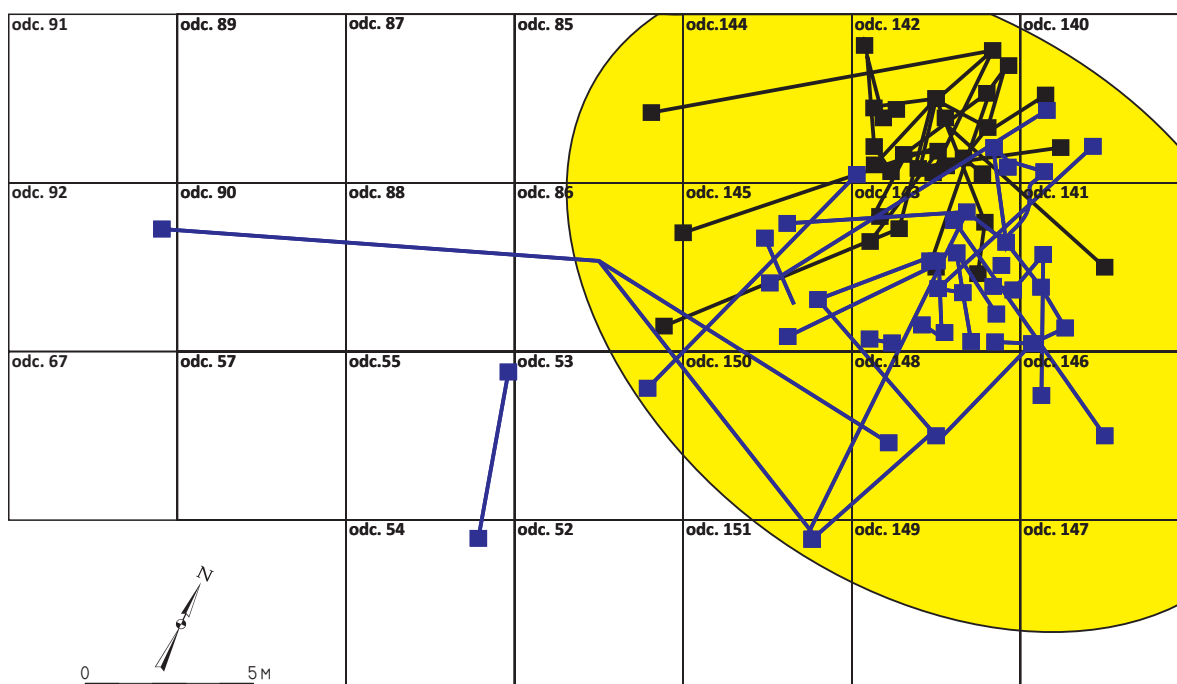 odc. 91 odc. 89 odc. 87 odc. 85 odc.144 odc. 142 odc. 140
odc. 92 odc. 90 odc. 88 odc. 86 odc. 145 odc. 143 odc. 141
odc. 67 odc. 57 odc. 55 odc. 53 odc. 150 odc. 148 odc. 146
odc. 54 odc. 52 odc. 151 odc. 149 odc. 147
N
0 5 M